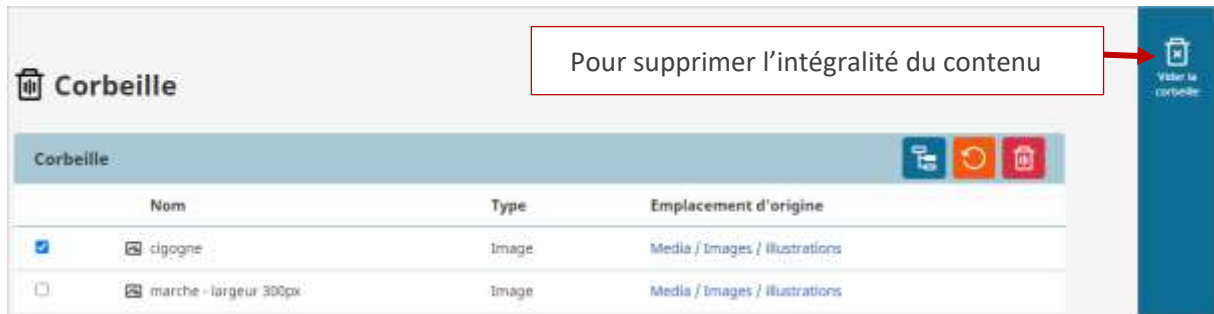 Pour supprimer l’intégralité du contenu
Vider la
corbeille
Corbeille
Corbeille
Nom Type Emplacement d'origine
cigogne Image Media / Images / illustrations
marche - largeur 300px Image Media / Images / illustrations